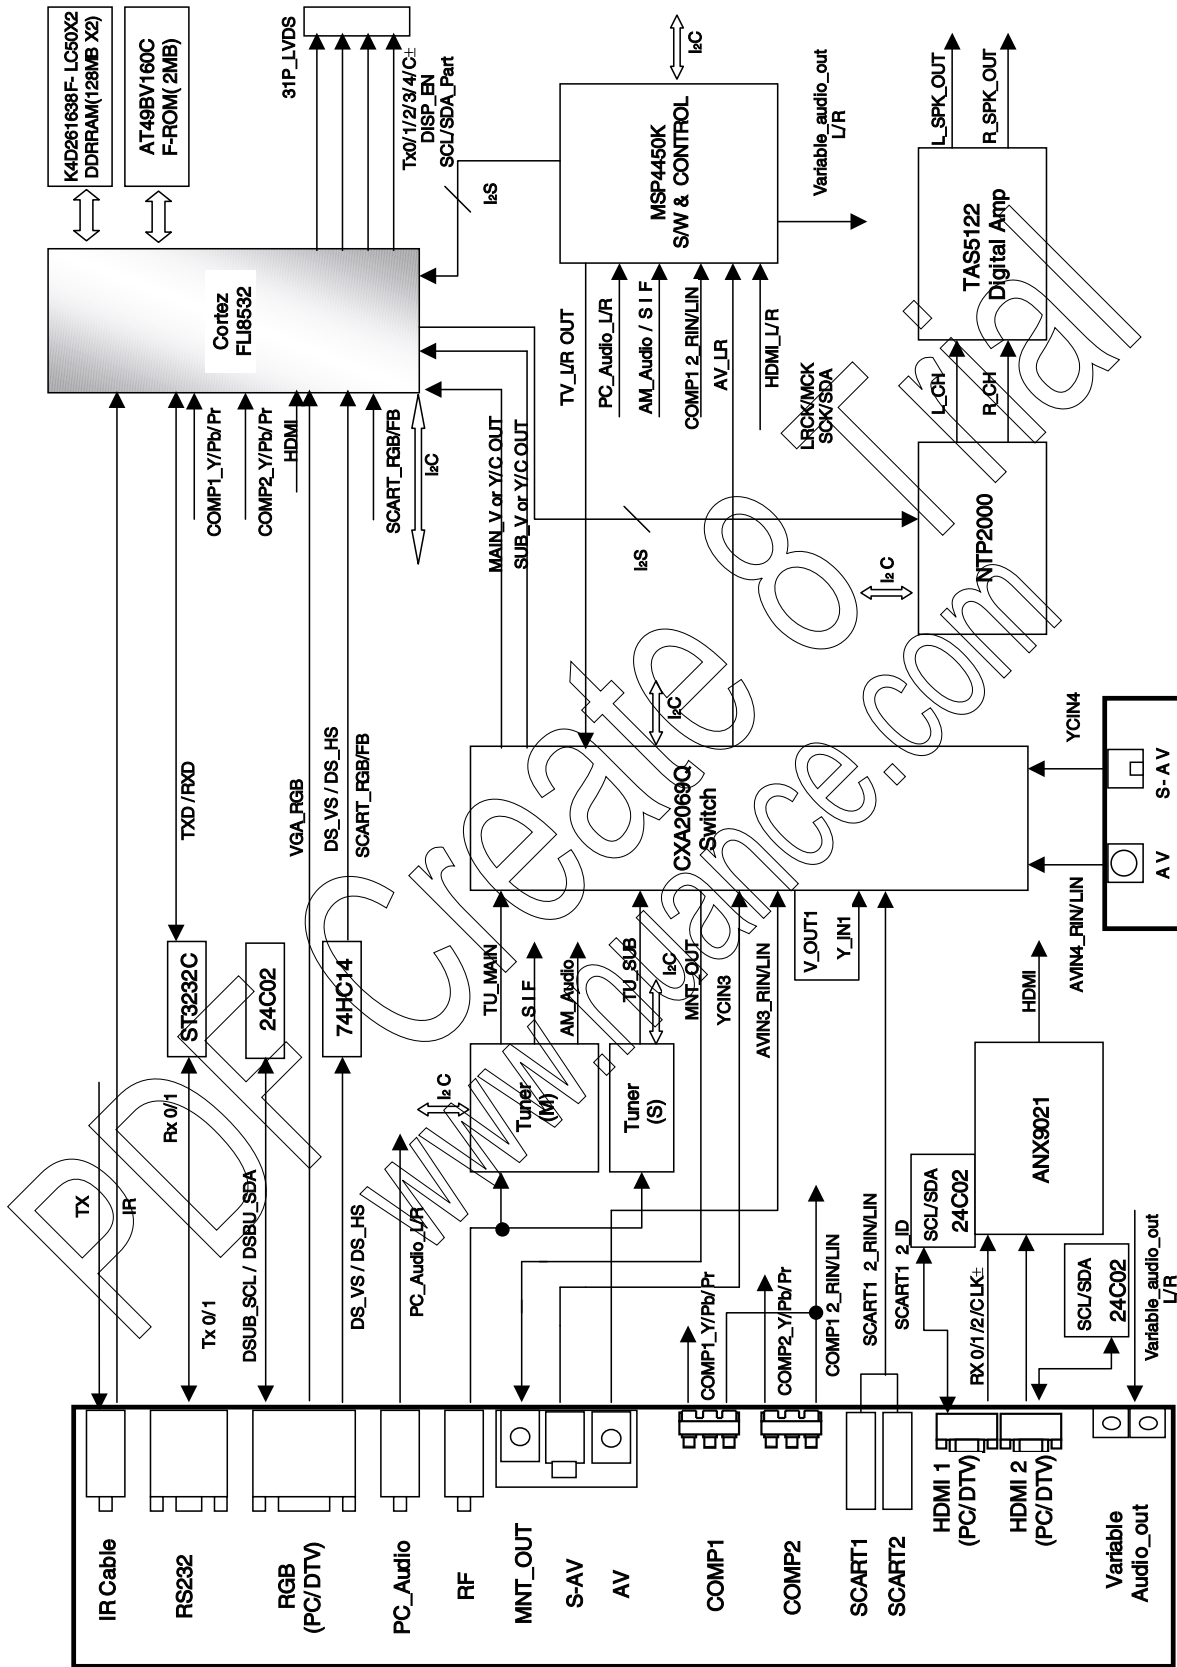 IR Cable
RS232
RGB
(PC/DTV)
PC_Audio
RF
MNT_OUT
S-AV
AV
COMP1
COMP2
SCART1
SCART2
HDMI 1
(PC/DTV)
HDMI 2
(PC/DTV)
Variable
Audio_out
TX
IR
Tx 0/1
Rx 0/1
DSUB_SCL / DSBU_SDA
DS_VS / DS_HS
PC_Audio_L/R
COMP1_Y/Pb/Pr
COMP2_Y/Pb/Pr
COMP1 2_RIN/LIN
SCART1 2_RIN/LIN
SCART1 2_ID
SCL/SDA
24C02
RX 0/1/2/CLK±
SCL/SDA
24C02
Variable_audio_out
L/R
ST3232C
24C02
74HC14
I2C
Tuner
(M)
Tuner
(S)
I2C
ANX9021
HDMI
TU_MAIN
SIF
AM_Audio
TU_SUB
MNT_OUT
YCIN3
AVIN3_RIN/LIN
V_OUT1
Y_IN1
CXA2069Q
Switch
I2C
AVIN4_RIN/LIN
YCIN4
AV
S-AV
TXD/RXD
VGA_RGB
DS_VS / DS_HS
SCART_RGB/FB
COMP1_Y/Pb/Pr
COMP2_Y/Pb/Pr
HDMI
SCART_RGB/FB
I2C
MAIN_V or Y/C OUT
SUB_V or Y/C OUT
I2S
I2C
TV_L/R OUT
PC_Audio_L/R
AM_Audio / SIF
COMP1 2_RIN/LIN
AV_LR
HDMI_L/R
LRCK/MCK
SCK/SDA
NTP2000
L_CH
R_CH
TAS5122
Digital Amp
L_SPK_OUT
R_SPK_OUT
Cortez
FLI8532
K4D261638F- LC50X2
DDRRAM(128MB X2)
AT49BV160C
F-ROM( 2MB)
31P_LVDS
Tx0/1/2/3/4/C±
DISP_EN
SCL/SDA_Part
I2S
MSP4450K
S/W & CONTROL
I2C
Variable_audio_out
L/R
PDF Create 8 Trial
www.nuance.com